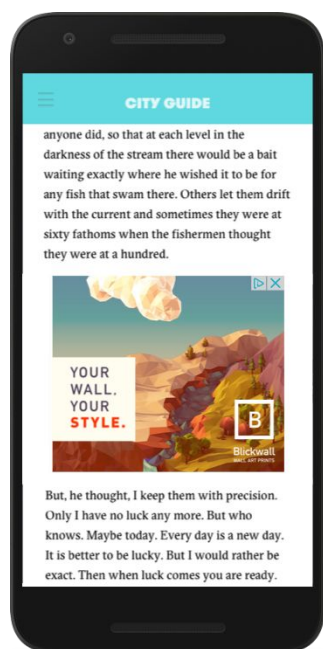 CITY GUIDE
anyone did, so that at each level in the
darkness of the stream there would be a bait
waiting exactly where he wished it to be for
any fish that swam there. Others let them drift
with the current and sometimes they were at
sixty fathoms when the fishermen thought
they were at a hundred.
YOUR
WALL.
YOUR
STYLE.
B
Blickwall
WALL ART PRINTS
But, he thought, I keep them with precision.
Only I have no luck any more. But who
knows. Maybe today. Every day is a new day.
It is better to be lucky. But I would rather be
exact. Then when luck comes you are ready.